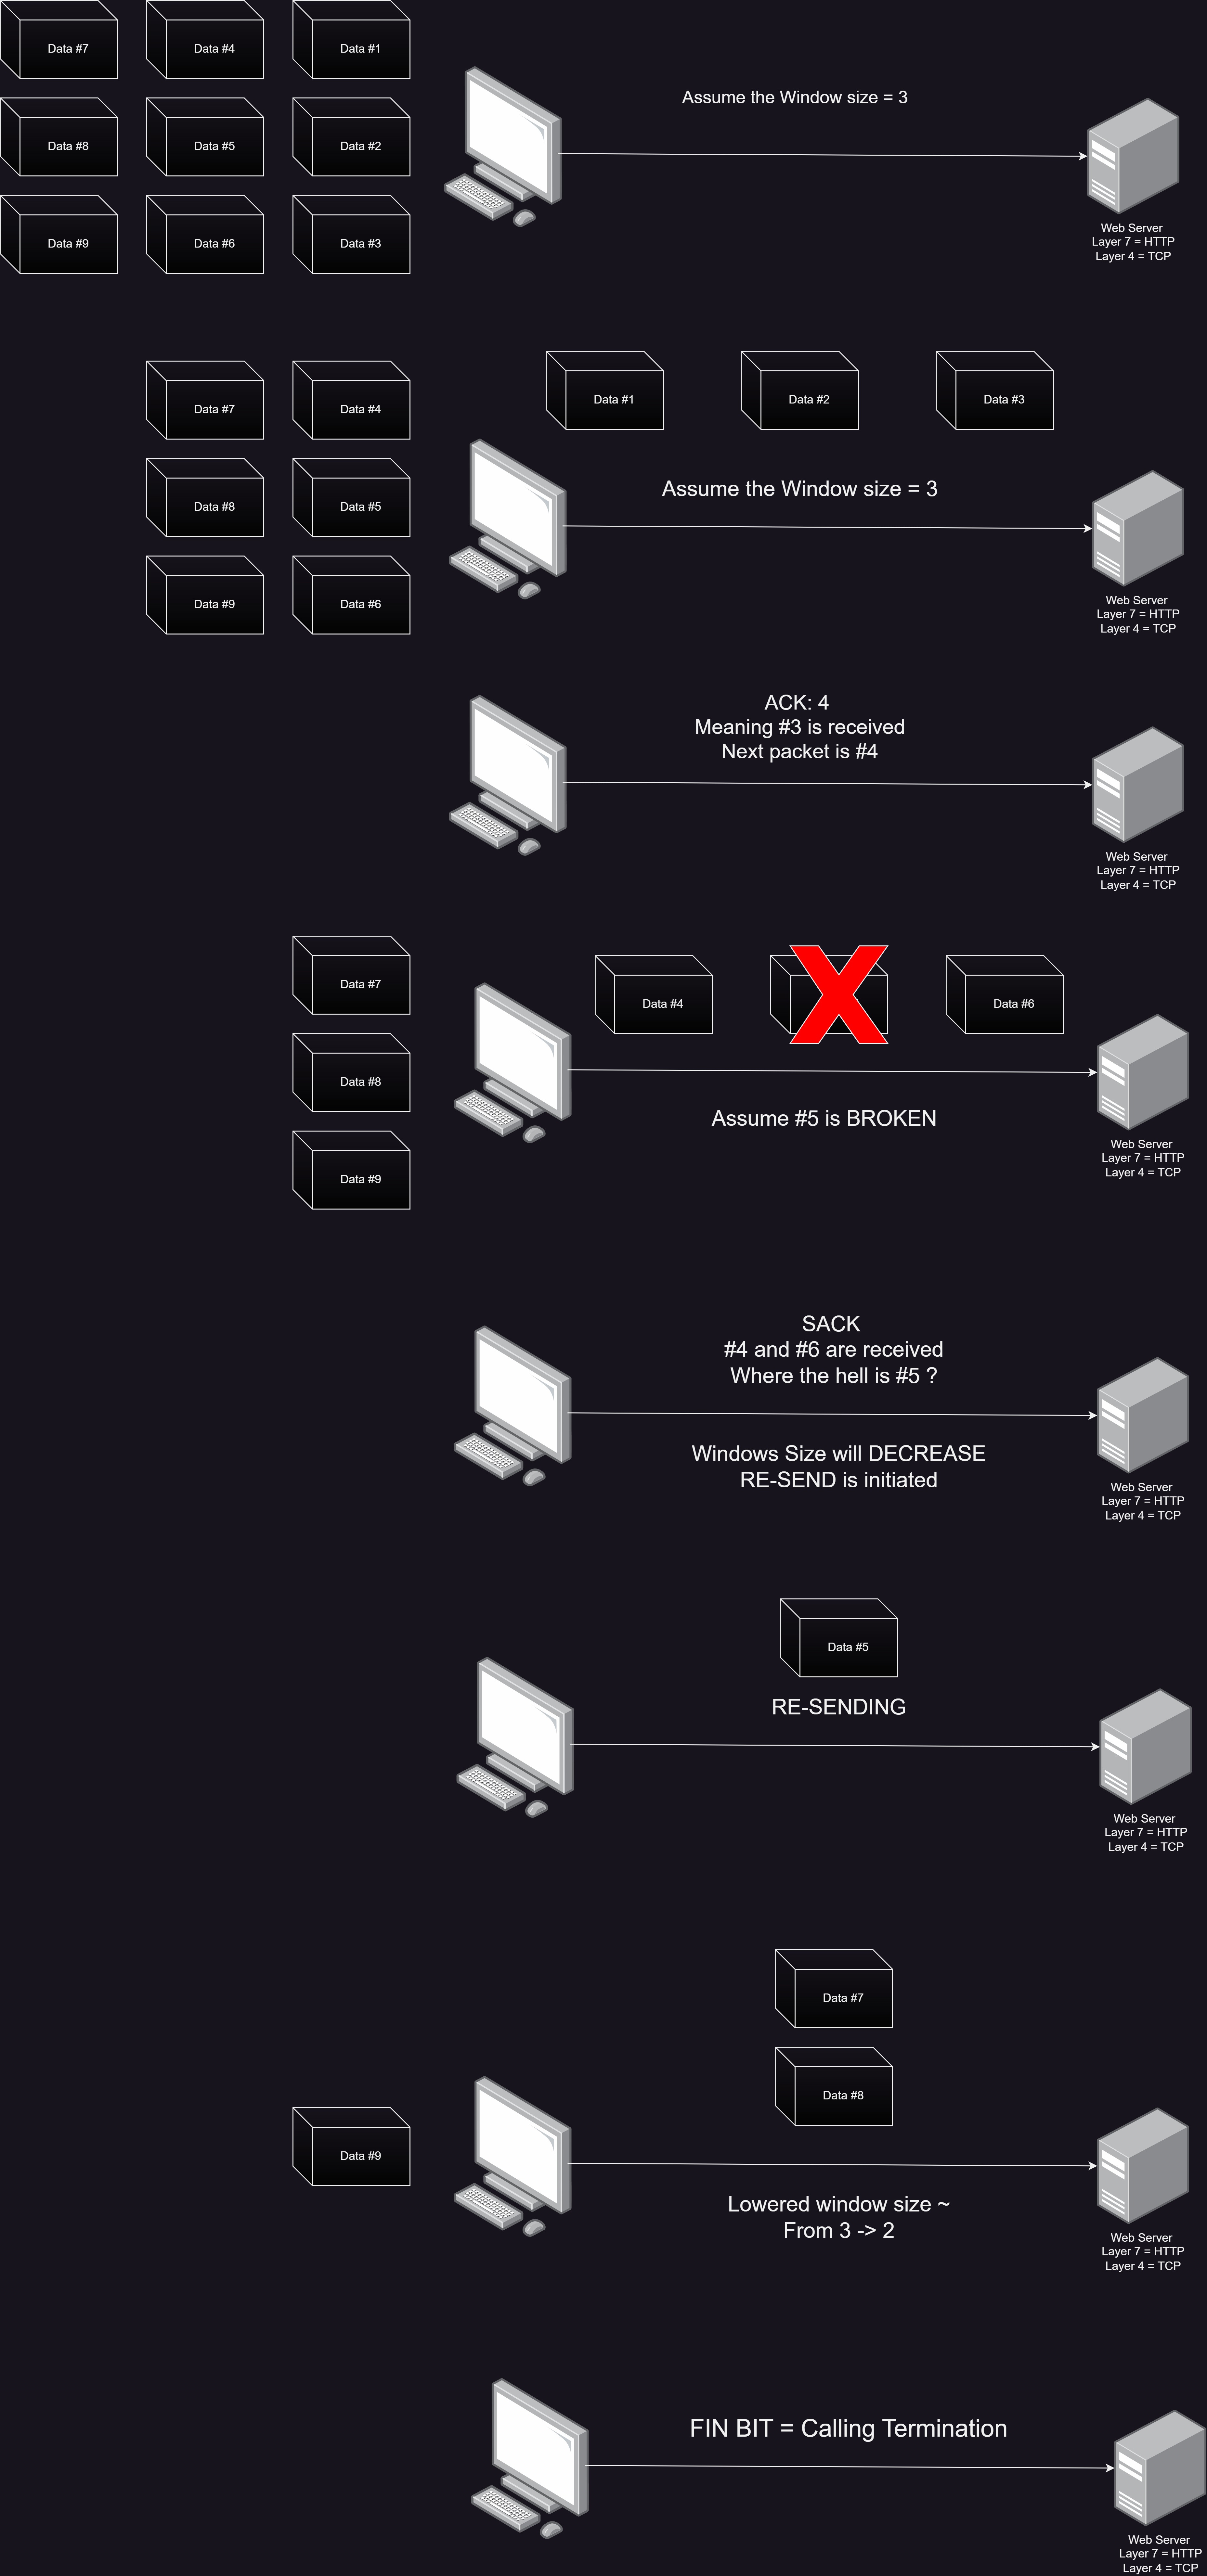 Data #7
Data #4
Data #1
Assume the Window size = 3
Data #8
Data #5
Data #2
Data #9
Data #6
Data #3
Web Server
Layer 7 = HTTP
Layer 4 = TCP
Data #1
Data #2
Data #3
Data #7
Data #4
Assume the Window size = 3
Data #8
Data #5
Data #9
Data #6
Web Server
Layer 7 = HTTP
Layer 4 = TCP
ACK: 4
Meaning #3 is received
Next packet is #4
Web Server
Layer 7 = HTTP
Layer 4 = TCP
Data #7
Data #4
Data #6
Data #8
Assume #5 is BROKEN
Data #9
Web Server
Layer 7 = HTTP
Layer 4 = TCP
SACK
#4 and #6 are received
Where the hell is #5 ?
Windows Size will DECREASE
RE-SEND is initiated
Web Server
Layer 7 = HTTP
Layer 4 = TCP
Data #5
RE-SENDING
Web Server
Layer 7 = HTTP
Layer 4 = TCP
Data #7
Data #8
Data #9
Lowered window size ~
From 3 -> 2
Web Server
Layer 7 = HTTP
Layer 4 = TCP
FIN BIT = Calling Termination
Web Server
Layer 7 = HTTP
Layer 4 = TCP